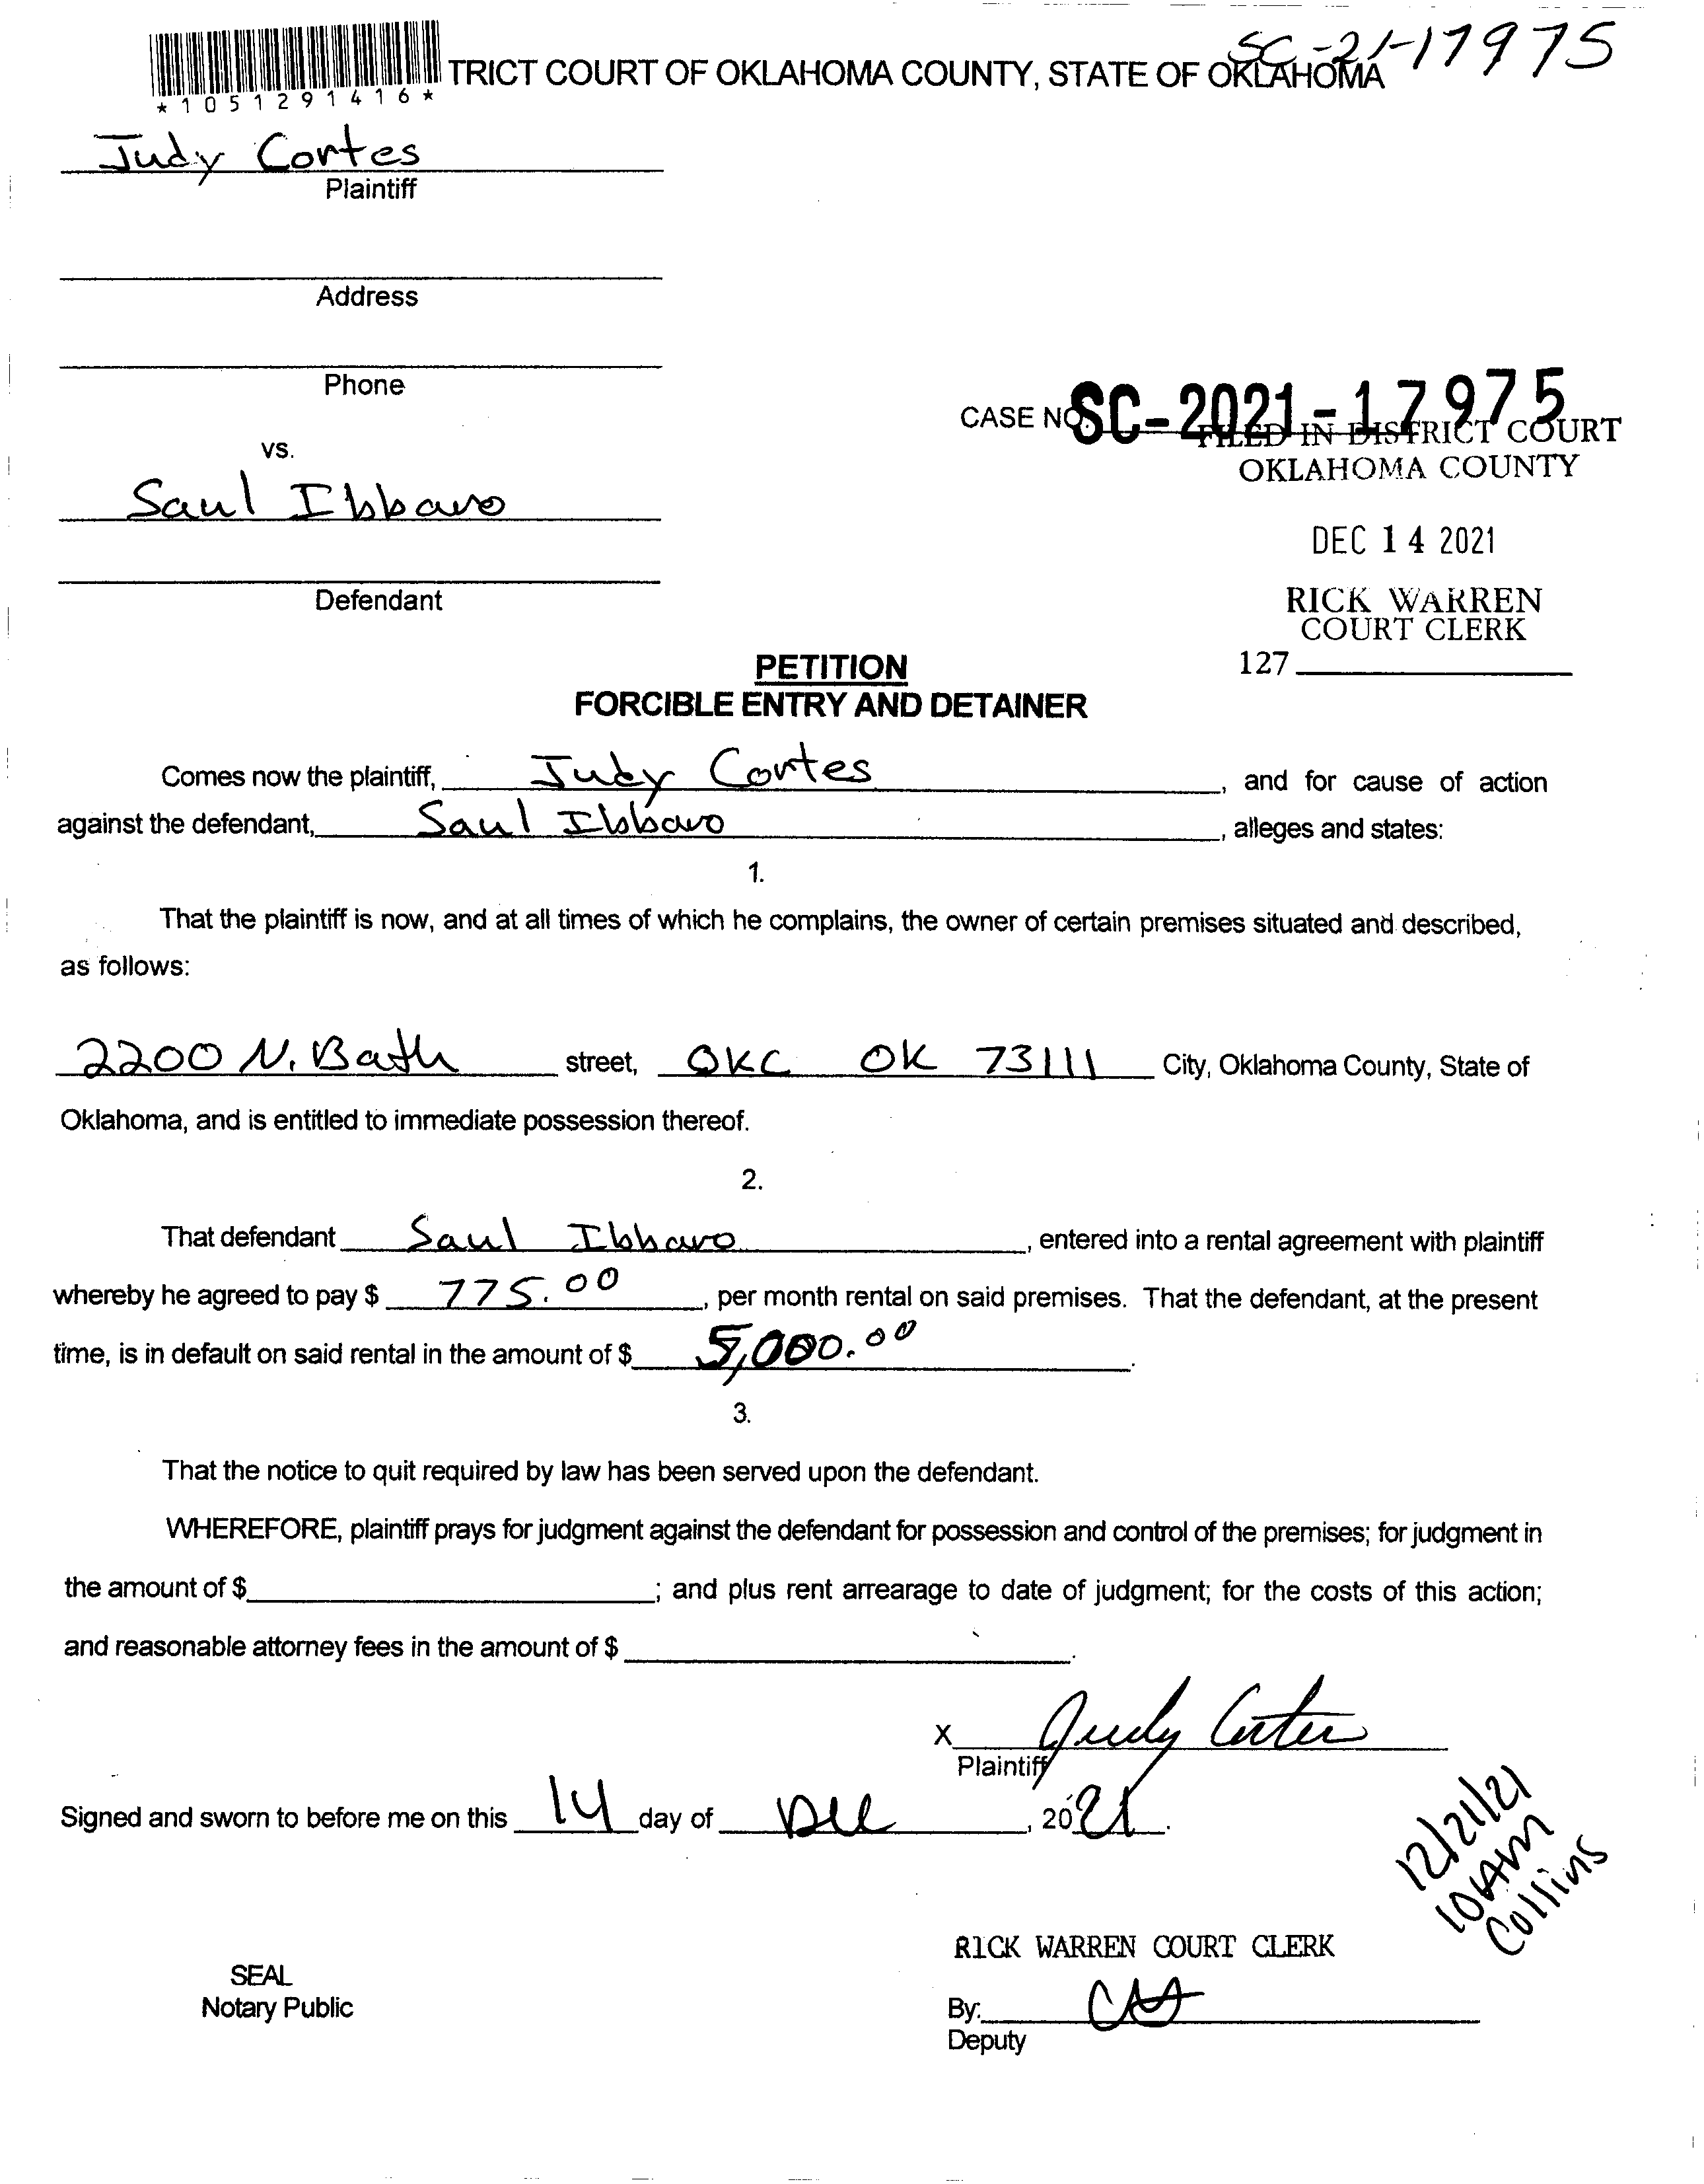 SC-21-17975
TRICT COURT OF OKLAHOMA COUNTY, STATE OF OKLAHOMA
*1051291416*
Judy Cortes
Plaintiff
Address
Phone
CASE NO. SC-2021-17975
FILED IN DISTRICT COURT
OKLAHOMA COUNTY
vs.
Saul Ibbaro
DEC 14 2021
Defendant
RICK WARREN
COURT CLERK
127
PETITION
FORCIBLE ENTRY AND DETAINER
Comes now the plaintiff, Judy Cortes, and for cause of action
against the defendant, Saul Ibbaro, alleges and states:
1.
That the plaintiff is now, and at all times of which he complains, the owner of certain premises situated and described,
as follows:
2200 N. Bath street, OKC OK 73111 City, Oklahoma County, State of
Oklahoma, and is entitled to immediate possession thereof.
2.
That defendant Saul Ibbaro, entered into a rental agreement with plaintiff
whereby he agreed to pay $ 775.00, per month rental on said premises. That the defendant, at the present
time, is in default on said rental in the amount of $ 5,000.00.
3.
That the notice to quit required by law has been served upon the defendant.
WHEREFORE, plaintiff prays for judgment against the defendant for possession and control of the premises; for judgment in
the amount of $ ; and plus rent arrearage to date of judgment; for the costs of this action;
and reasonable attorney fees in the amount of $ .
X Judy Cortes
Plaintiff
Signed and sworn to before me on this 14 day of Dec, 2021.
12/21/21
10AM
Collins
RICK WARREN COURT CLERK
SEAL
Notary Public
By:
Deputy